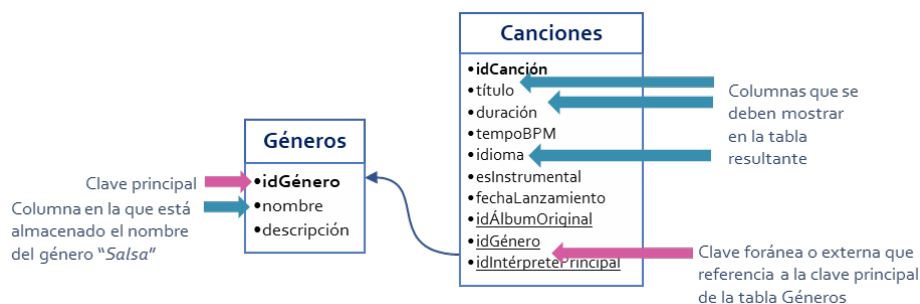 Canciones
•idCanción
•título
•duración
•tempoBPM
•idioma
•esInstrumental
•fechaLanzamiento
•idÁlbumOriginal
•idGénero
•idIntérpretePrincipal
Columnas que se
deben mostrar
en la tabla
resultante
Géneros
•idGénero
•nombre
•descripción
Clave principal
Columna en la que está
almacenado el nombre
del género “Salsa”
Clave foránea o externa que
referencia a la clave principal
de la tabla Géneros